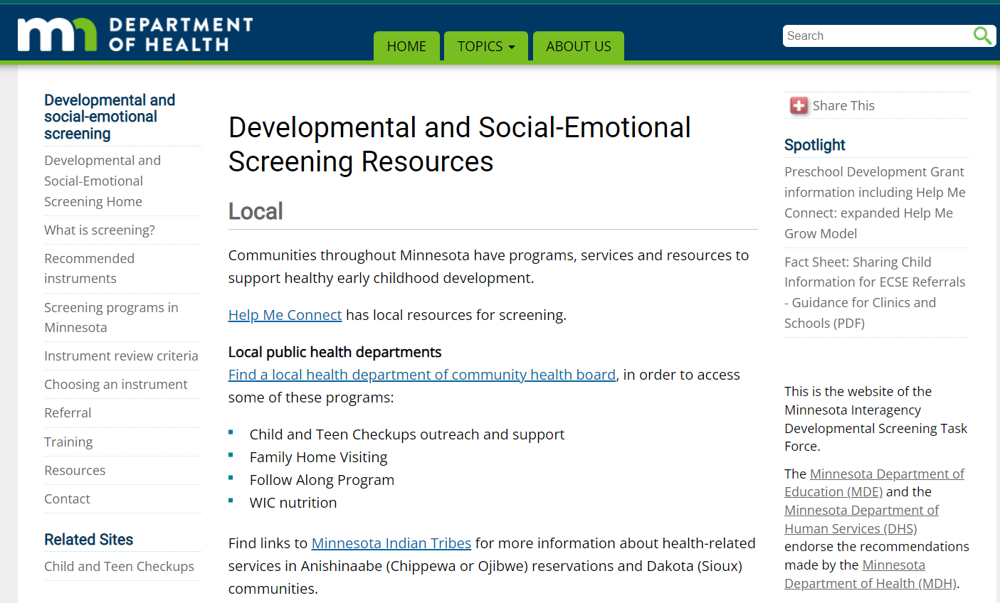 DEPARTMENT
OF HEALTH
HOME
TOPICS
ABOUT US
Search
Developmental and
social-emotional
screening
Developmental and
Social-Emotional
Screening Home
What is screening?
Recommended
instruments
Screening programs in
Minnesota
Instrument review criteria
Choosing an instrument
Referral
Training
Resources
Contact
Related Sites
Child and Teen Checkups
Developmental and Social-Emotional
Screening Resources
Local
Communities throughout Minnesota have programs, services and resources to
support healthy early childhood development.
Help Me Connect has local resources for screening.
Local public health departments
Find a local health department of community health board, in order to access
some of these programs:
Child and Teen Checkups outreach and support
Family Home Visiting
Follow Along Program
WIC nutrition
Find links to Minnesota Indian Tribes for more information about health-related
services in Anishinaabe (Chippewa or Ojibwe) reservations and Dakota (Sioux)
communities.
Share This
Spotlight
Preschool Development Grant
information including Help Me
Connect: expanded Help Me
Grow Model
Fact Sheet: Sharing Child
Information for ECSE Referrals
- Guidance for Clinics and
Schools (PDF)
This is the website of the
Minnesota Interagency
Developmental Screening Task
Force.
The Minnesota Department of
Education (MDE) and the
Minnesota Department of
Human Services (DHS)
endorse the recommendations
made by the Minnesota
Department of Health (MDH).